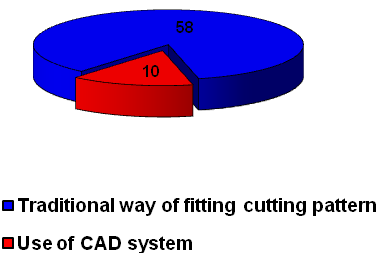 58
10
Traditional way of fitting cutting pattern
Use of CAD system